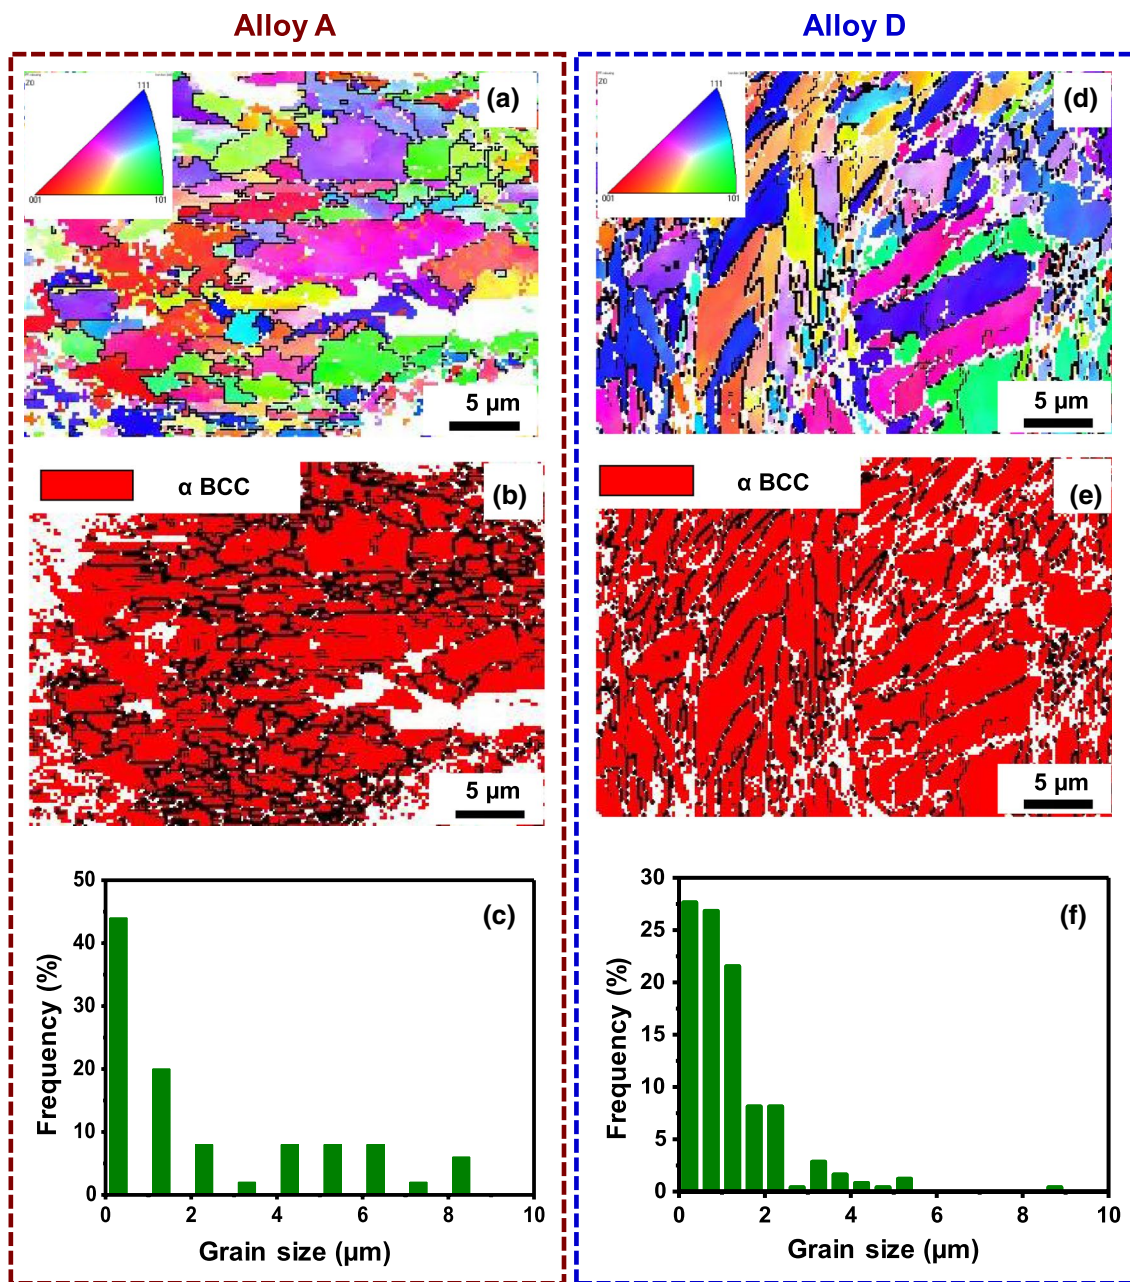 Alloy A
Alloy D
(a)
111
001
101
5 µm
(d)
111
001
101
5 µm
α BCC
(b)
5 µm
α BCC
(e)
5 µm
(c)
50
40
30
20
10
0
0 2 4 6 8 10
Frequency (%)
Grain size (µm)
(f)
30
25
20
15
10
5
0
0 2 4 6 8 10
Frequency (%)
Grain size (µm)